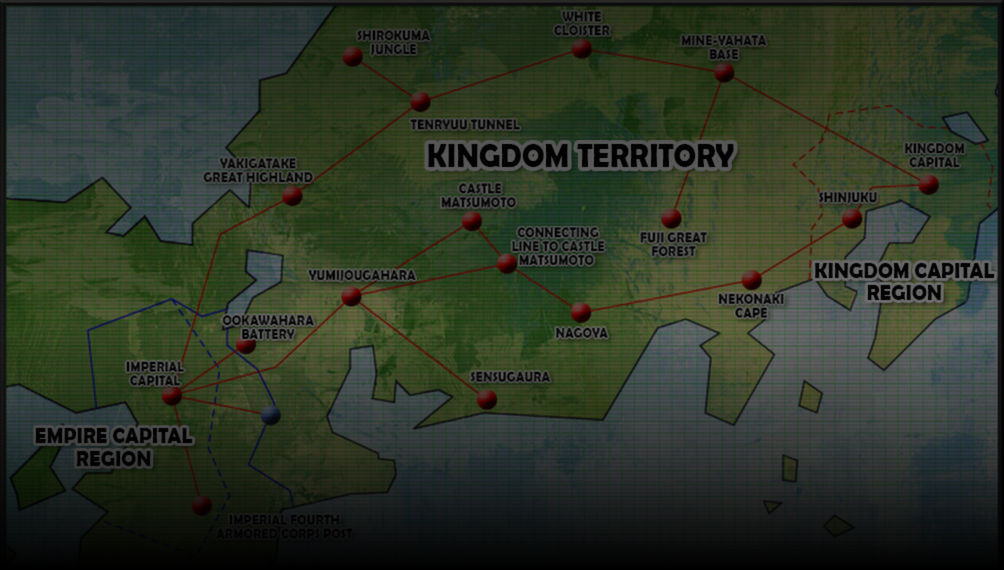 WHITE
CLOISTER
SHIROKUMA
JUNGLE
MINE-YAHATA
BASE
TENRYUU TUNNEL
KINGDOM TERRITORY
KINGDOM
CAPITAL
YAKIGATAKE
GREAT HIGHLAND
CASTLE
MATSUMOTO
SHINJUKU
CONNECTING
LINE TO CASTLE
MATSUMOTO
FUJI GREAT
FOREST
YUMIJOUGAHARA
KINGDOM CAPITAL
REGION
NEKONAKI
CAPE
OOKAWAHARA
BATTERY
NAGOYA
IMPERIAL
CAPITAL
SENSUGAURA
EMPIRE CAPITAL
REGION
IMPERIAL FOURTH
ARMORED CORPS POST